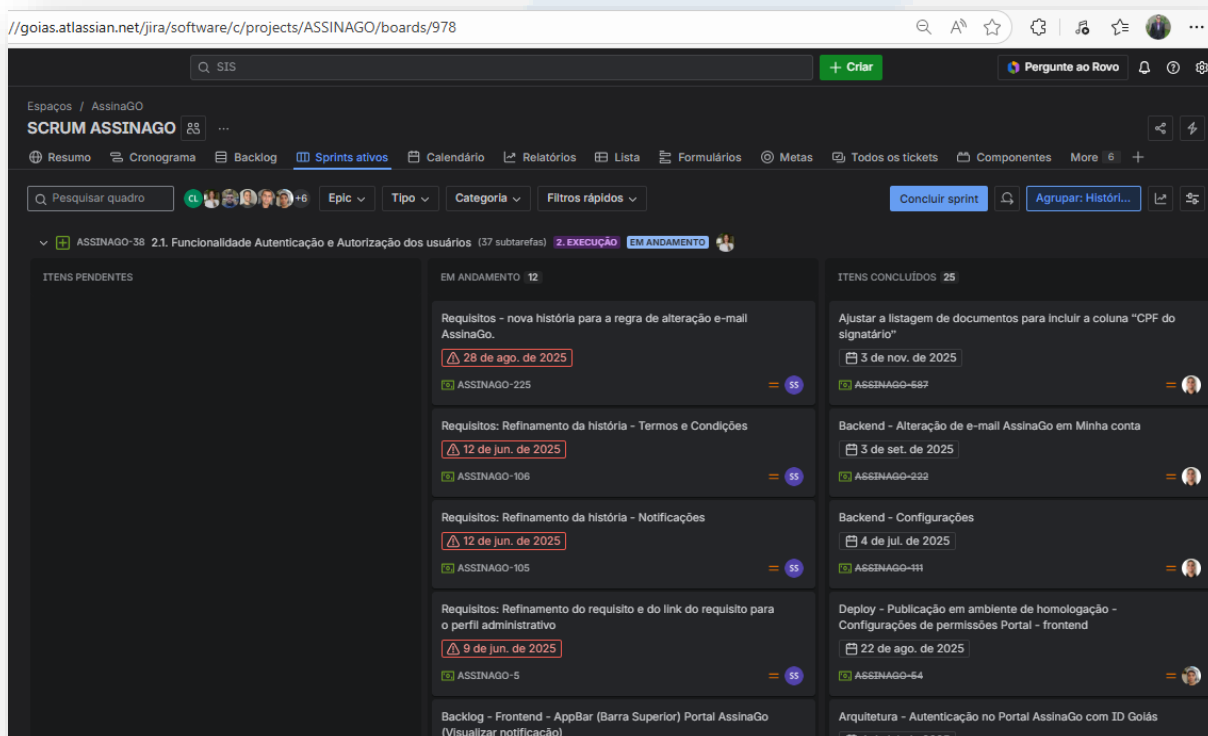 //goias.atlassian.net/jira/software/c/projects/ASSINAGO/boards/978
SIS
+ Criar
Pergunte ao Rovo
Espaços / AssinaGO
SCRUM ASSINAGO
Resumo Cronograma Backlog Sprints ativos Calendário Relatórios Lista Formulários Metas Todos os tickets Componentes More 6
Pesquisar quadro
CL +6 Epic Tipo Categoria Filtros rápidos Concluir sprint Agrupar: Históri...
ASSINAGO-38 2.1. Funcionalidade Autenticação e Autorização dos usuários (37 subtarefas) 2. EXECUÇÃO EM ANDAMENTO
ITENS PENDENTES
EM ANDAMENTO 12
Requisitos - nova história para a regra de alteração e-mail
AssinaGo.
28 de ago. de 2025
ASSINAGO-225 SS
Requisitos: Refinamento da história - Termos e Condições
12 de jun. de 2025
ASSINAGO-106 SS
Requisitos: Refinamento da história - Notificações
12 de jun. de 2025
ASSINAGO-105 SS
Requisitos: Refinamento do requisito e do link do requisito para
o perfil administrativo
9 de jun. de 2025
ASSINAGO-5 SS
Backlog - Frontend - AppBar (Barra Superior) Portal AssinaGo
(Visualizar notificação)
ITENS CONCLUÍDOS 25
Ajustar a listagem de documentos para incluir a coluna "CPF do
signatário"
3 de nov. de 2025
ASSINAGO-587
Backend - Alteração de e-mail AssinaGo em Minha conta
3 de set. de 2025
ASSINAGO-222
Backend - Configurações
4 de jul. de 2025
ASSINAGO-111
Deploy - Publicação em ambiente de homologação -
Configurações de permissões Portal - frontend
22 de ago. de 2025
ASSINAGO-54
Arquitetura - Autenticação no Portal AssinaGo com ID Goiás